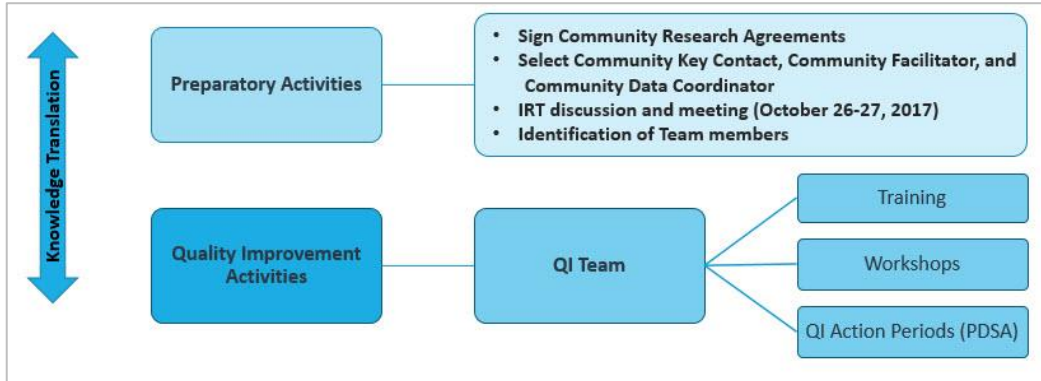 Knowledge Translation
Preparatory Activities
• Sign Community Research Agreements
• Select Community Key Contact, Community Facilitator, and
Community Data Coordinator
• IRT discussion and meeting (October 26-27, 2017)
• Identification of Team members
Quality Improvement
Activities
QI Team
Training
Workshops
QI Action Periods (PDSA)